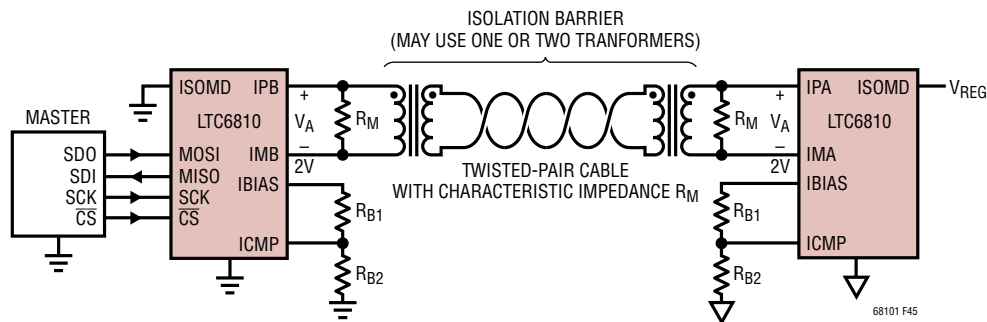 ISOLATION BARRIER
(MAY USE ONE OR TWO TRANFORMERS)
ISOMD
IPB
LTC6810
MOSI
MISO
SCK
CS
IMB
IBIAS
ICMP
MASTER
SDO
SDI
SCK
CS
+
VA
–
2V
RM
RB1
RB2
TWISTED-PAIR CABLE
WITH CHARACTERISTIC IMPEDANCE RM
RM
+
VA
–
2V
RB1
RB2
IPA
ISOMD
LTC6810
IMA
IBIAS
ICMP
VREG
68101 F45